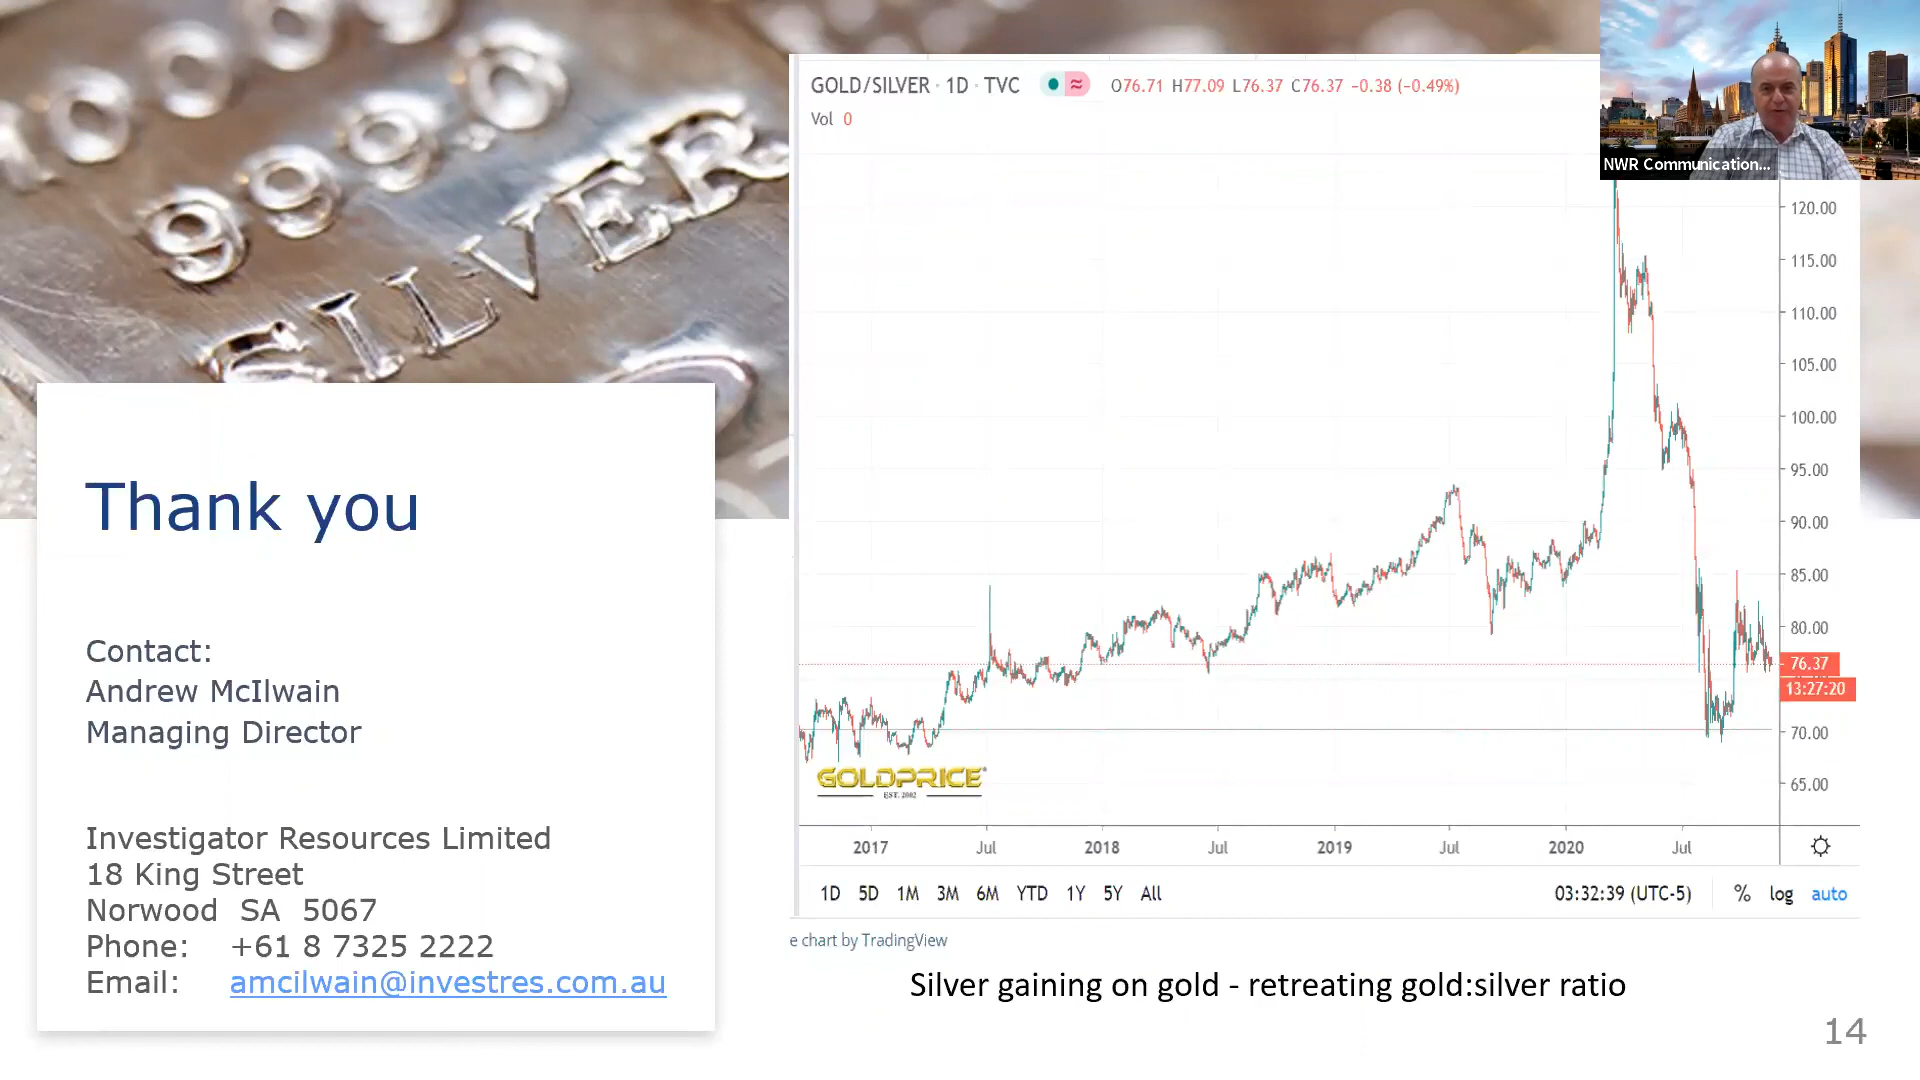 999.
SILVER
GOLD/SILVER · 1D · TVC
O76.71 H77.09 L76.37 C76.37 −0.38 (−0.49%)
Vol 0
NWR Communication...
120.00
115.00
110.00
105.00
100.00
95.00
90.00
85.00
80.00
76.37
13:27:20
70.00
65.00
GOLDPRICE
EST. 2002
2017 Jul 2018 Jul 2019 Jul 2020 Jul
1D 5D 1M 3M 6M YTD 1Y 5Y All
03:32:39 (UTC-5) % log auto
e chart by TradingView
Silver gaining on gold - retreating gold:silver ratio
Thank you
Contact:
Andrew McIlwain
Managing Director
Investigator Resources Limited
18 King Street
Norwood SA 5067
Phone: +61 8 7325 2222
Email: amcilwain@investres.com.au
14